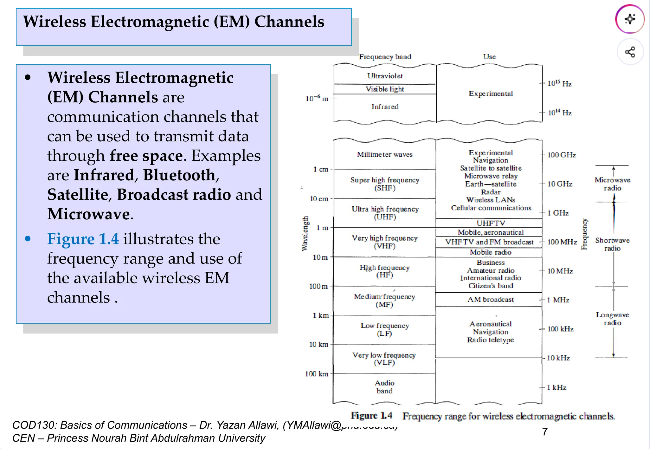 Wireless Electromagnetic (EM) Channels
• Wireless Electromagnetic
(EM) Channels are
communication channels that
can be used to transmit data
through free space. Examples
are Infrared, Bluetooth,
Satellite, Broadcast radio and
Microwave.
• Figure 1.4 illustrates the
frequency range and use of
the available wireless EM
channels .
Frequency band
Use
Ultraviolet
Visible light
Infrared
Experimental
10⁻⁶ m
10¹⁵ Hz
10¹⁴ Hz
Millimeter waves
Experimental
Navigation
Satellite to satellite
Microwave relay
Earth—satellite
Radar
Wireless LANs
Cellular communications
100 GHz
1 cm
Super high frequency
(SHF)
10 GHz
Microwave
radio
10 cm
Ultra high frequency
(UHF)
1 GHz
UHF TV
1 m
Mobile, aeronautical
Very high frequency
(VHF)
VHF TV and FM broadcast
100 MHz
Shorwave
radio
Mobile radio
10 m
High frequency
(HF)
Business
Amateur radio
International radio
Citizen's band
10 MHz
100 m
Medium frequency
(MF)
AM broadcast
1 MHz
1 km
Low frequency
(LF)
Aeronautical
Navigation
Radio teletype
100 kHz
Longwave
radio
10 km
Very low frequency
(VLF)
10 kHz
100 km
Audio
band
1 kHz
Wavelength
Frequency
Figure 1.4 Frequency range for wireless electromagnetic channels.
COD130: Basics of Communications – Dr. Yazan Allawi, (YMAllawi@
CEN – Princess Nourah Bint Abdulrahman University
7